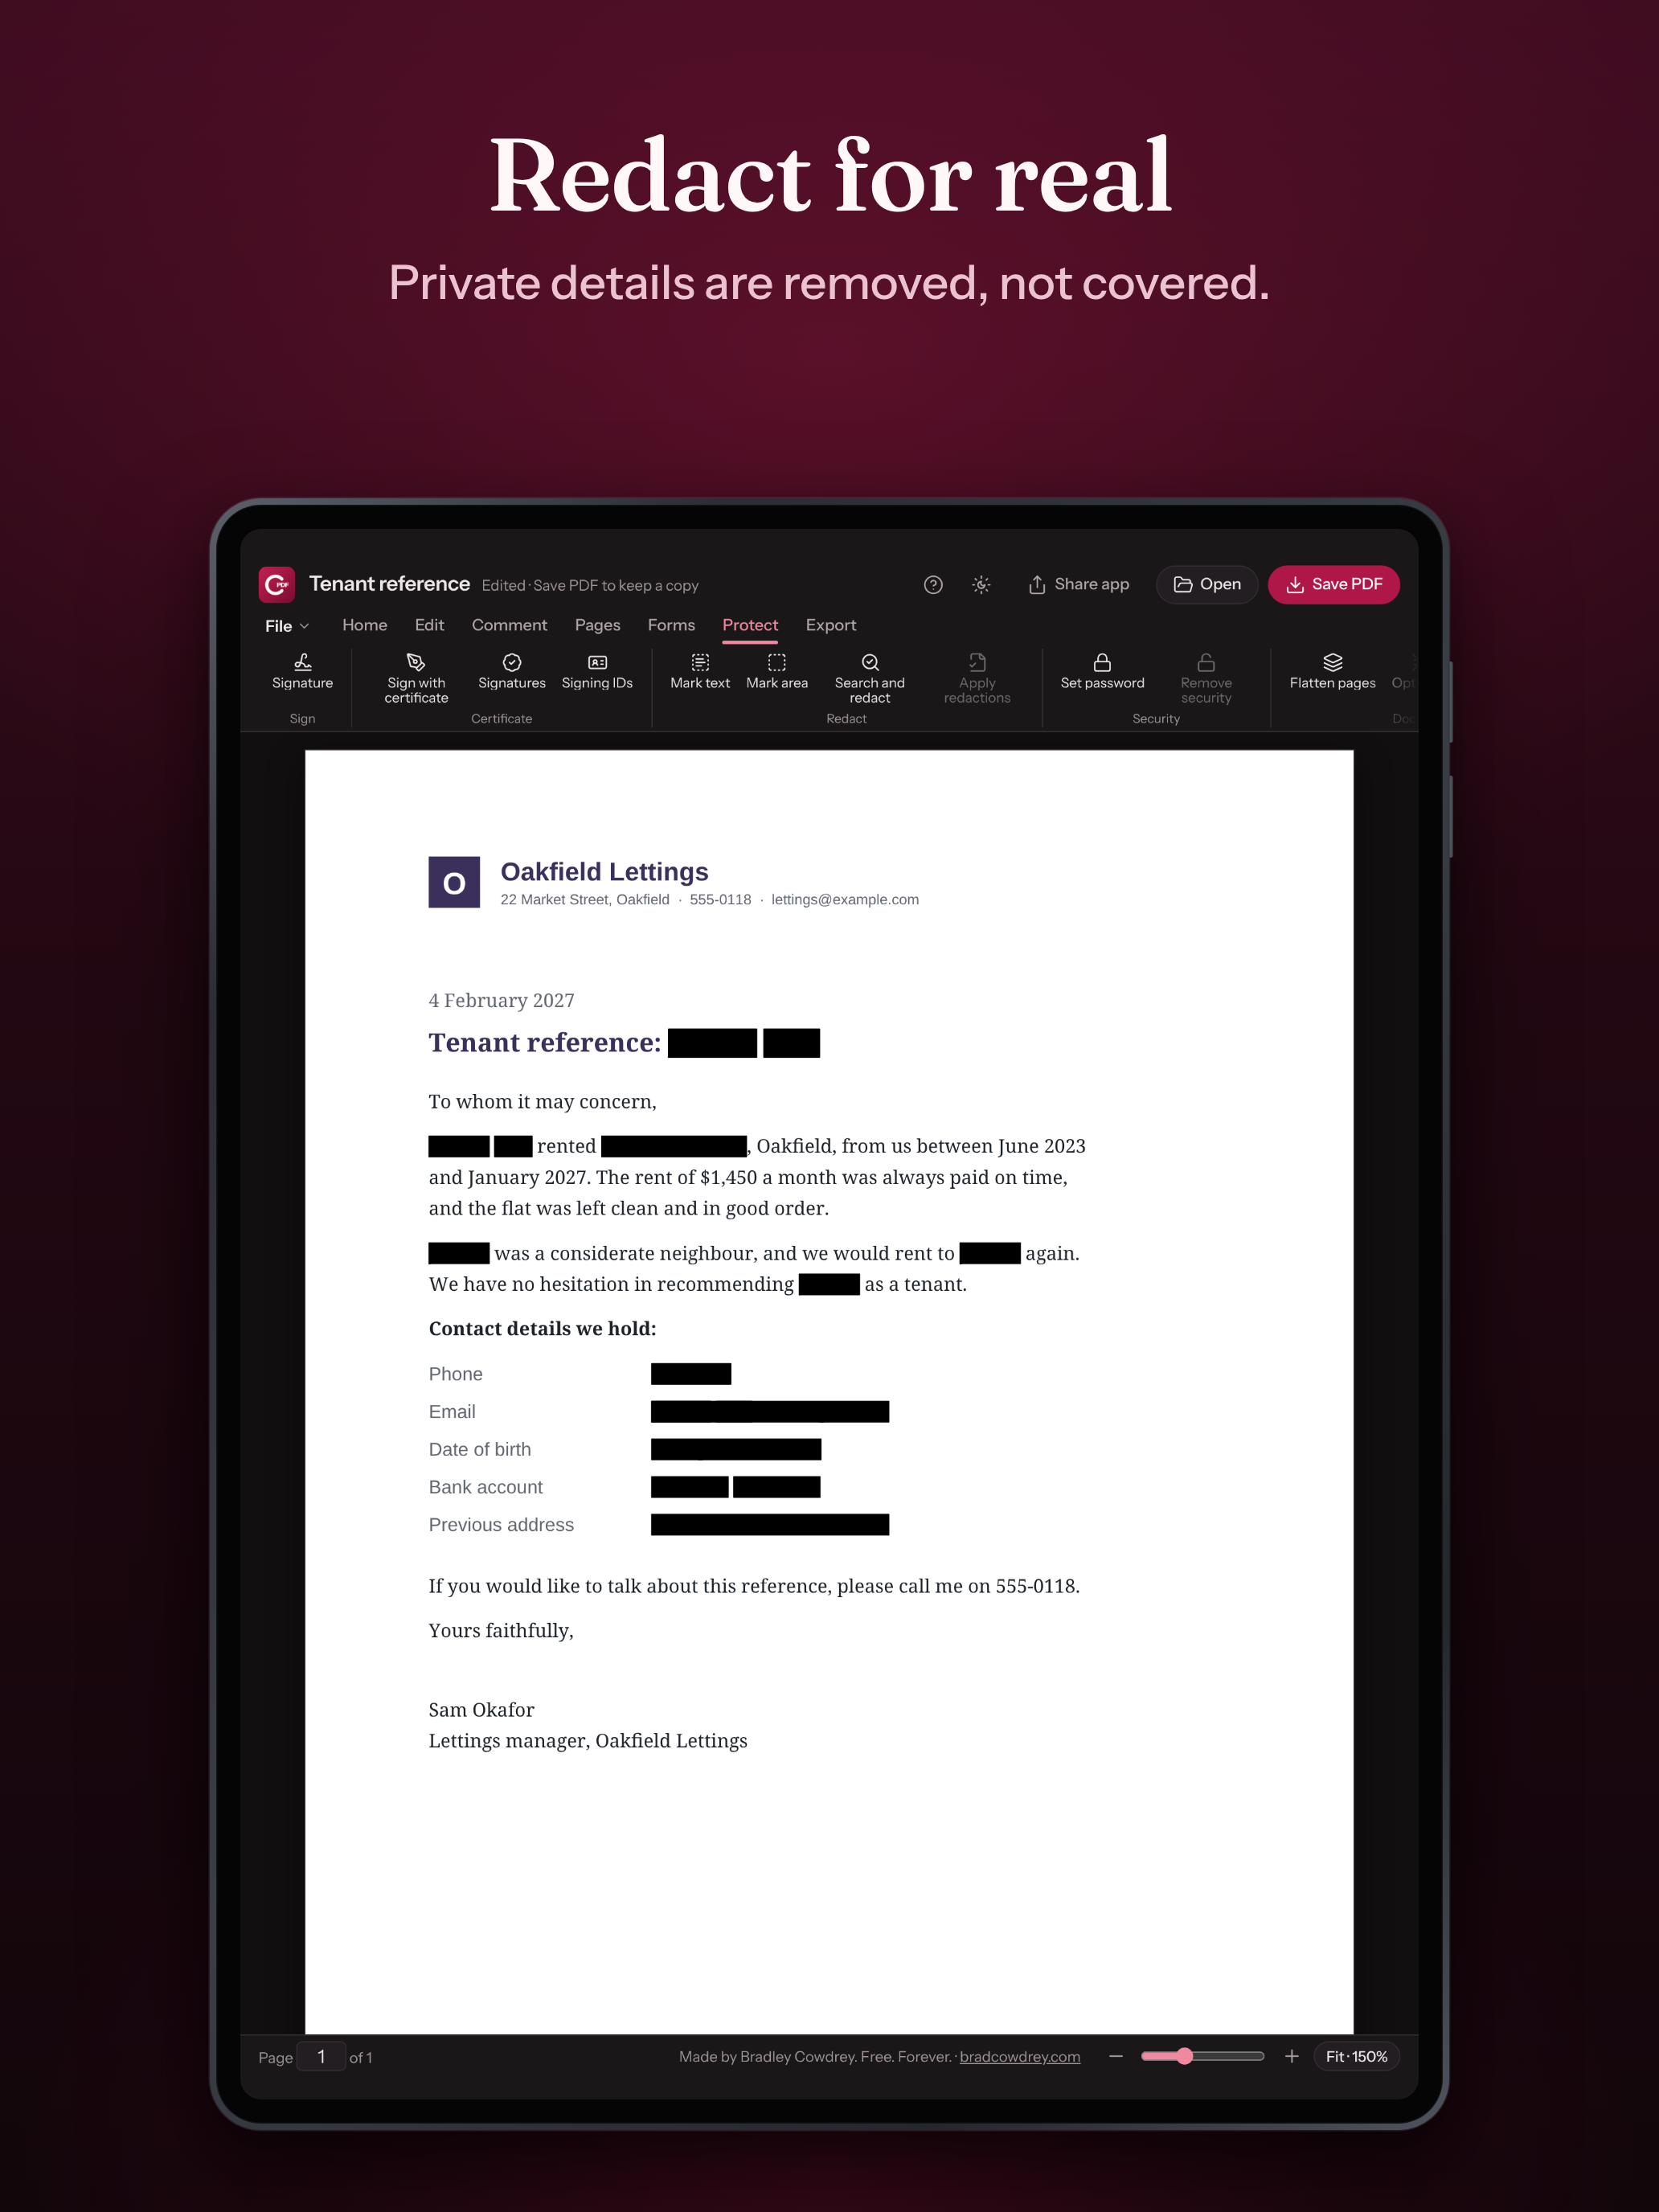 Redact for real
Private details are removed, not covered.
C PDF
Tenant reference Edited · Save PDF to keep a copy
Share app Open Save PDF
File Home Edit Comment Pages Forms Protect Export
Signature Sign with certificate Signatures Signing IDs Mark text Mark area Search and redact Apply redactions Set password Remove security Flatten pages
Sign Certificate Redact Security
O
Oakfield Lettings
22 Market Street, Oakfield · 555-0118 · lettings@example.com
4 February 2027
Tenant reference:
To whom it may concern,
rented , Oakfield, from us between June 2023
and January 2027. The rent of $1,450 a month was always paid on time,
and the flat was left clean and in good order.
was a considerate neighbour, and we would rent to again.
We have no hesitation in recommending as a tenant.
Contact details we hold:
Phone
Email
Date of birth
Bank account
Previous address
If you would like to talk about this reference, please call me on 555-0118.
Yours faithfully,
Sam Okafor
Lettings manager, Oakfield Lettings
Page 1 of 1 Made by Bradley Cowdrey. Free. Forever. · bradcowdrey.com Fit · 150%